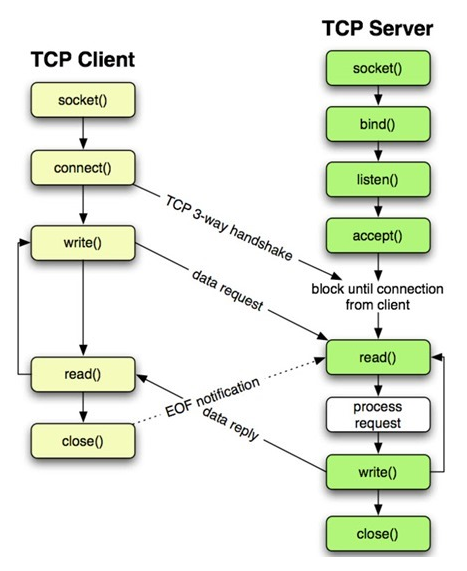 TCP Client
socket()
connect()
write()
read()
close()
TCP 3-way handshake
data request
EOF notification
data reply
TCP Server
socket()
bind()
listen()
accept()
block until connection
from client
read()
process
request
write()
close()